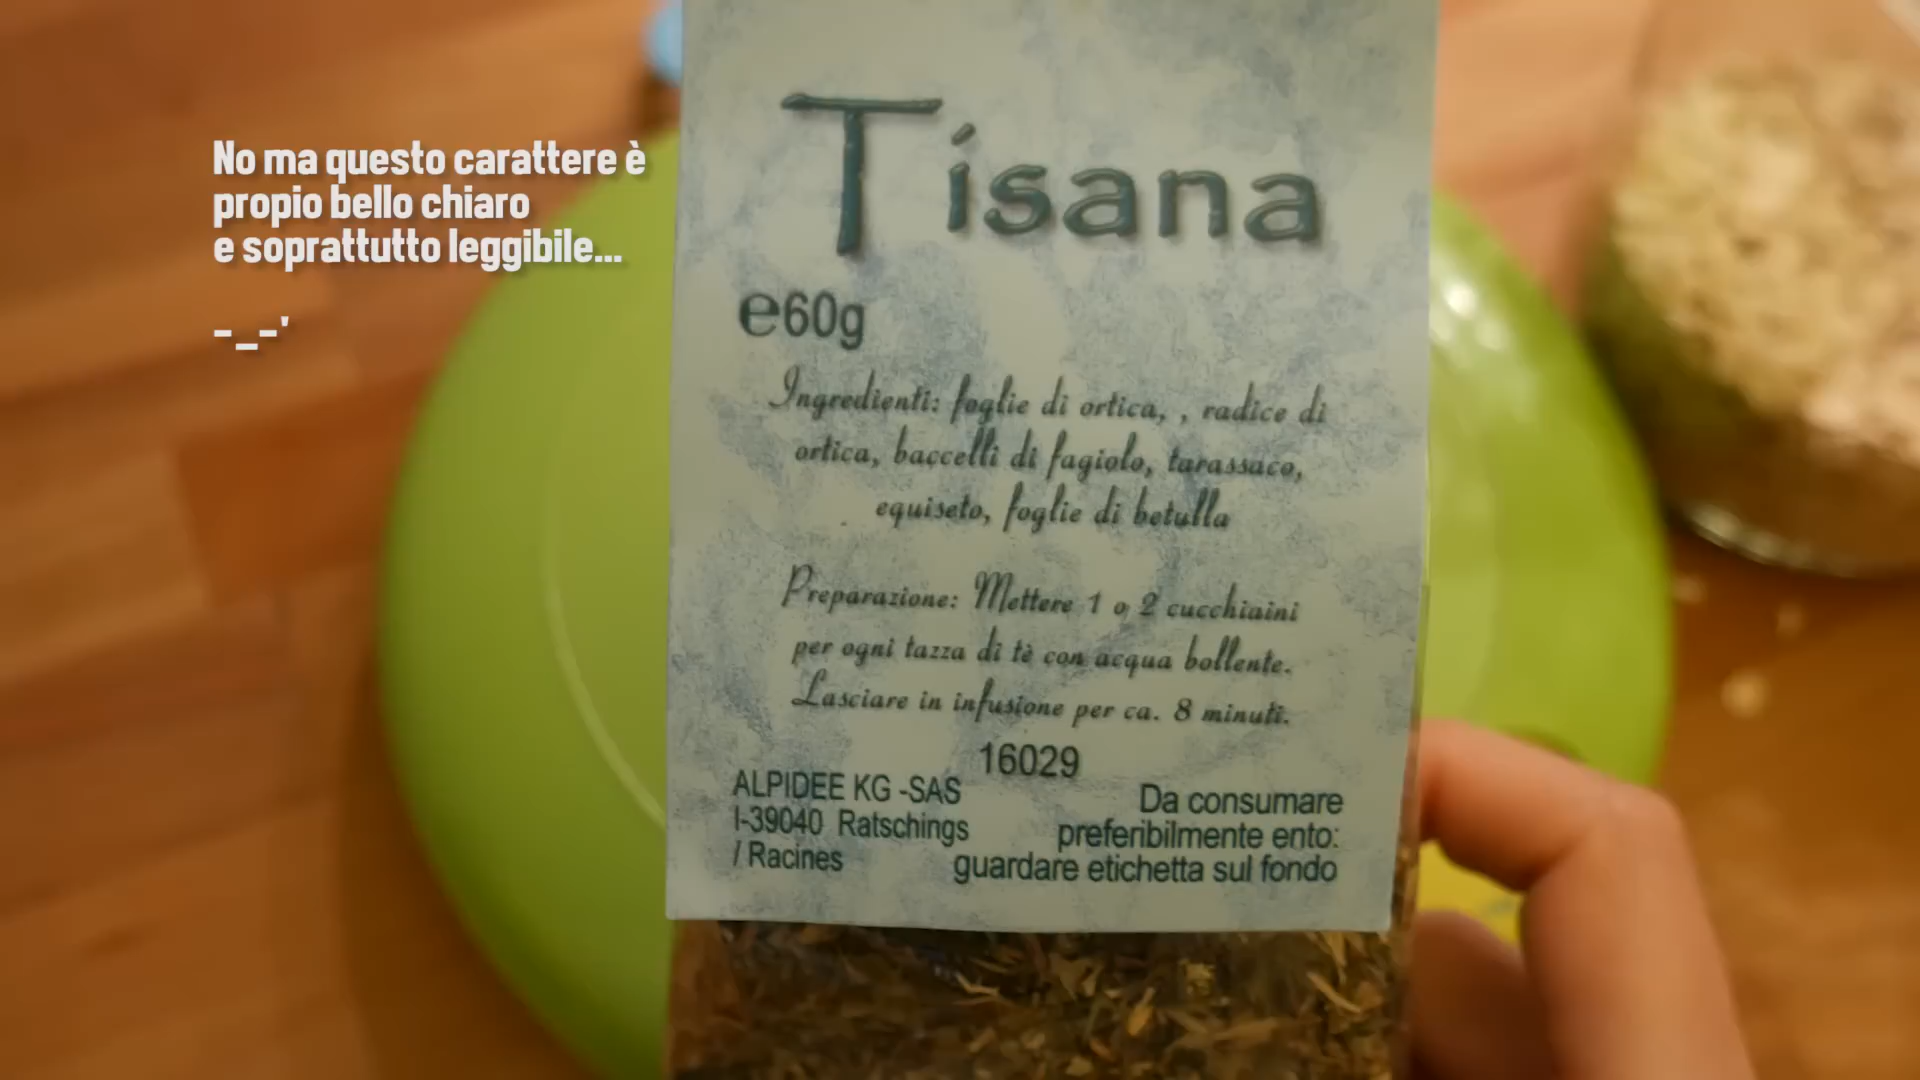 No ma questo carattere è
propio bello chiaro
e soprattutto leggibile...
-_-'
Tisana
℮60g
Ingredienti: foglie di ortica, , radice di
ortica, baccelli di fagiolo, tarassaco,
equiseto, foglie di betulla
Preparazione: Mettere 1 o 2 cucchiaini
per ogni tazza di tè con acqua bollente.
Lasciare in infusione per ca. 8 minuti.
16029
ALPIDEE KG -SAS
I-39040 Ratschings
/ Racines
Da consumare
preferibilmente ento:
guardare etichetta sul fondo